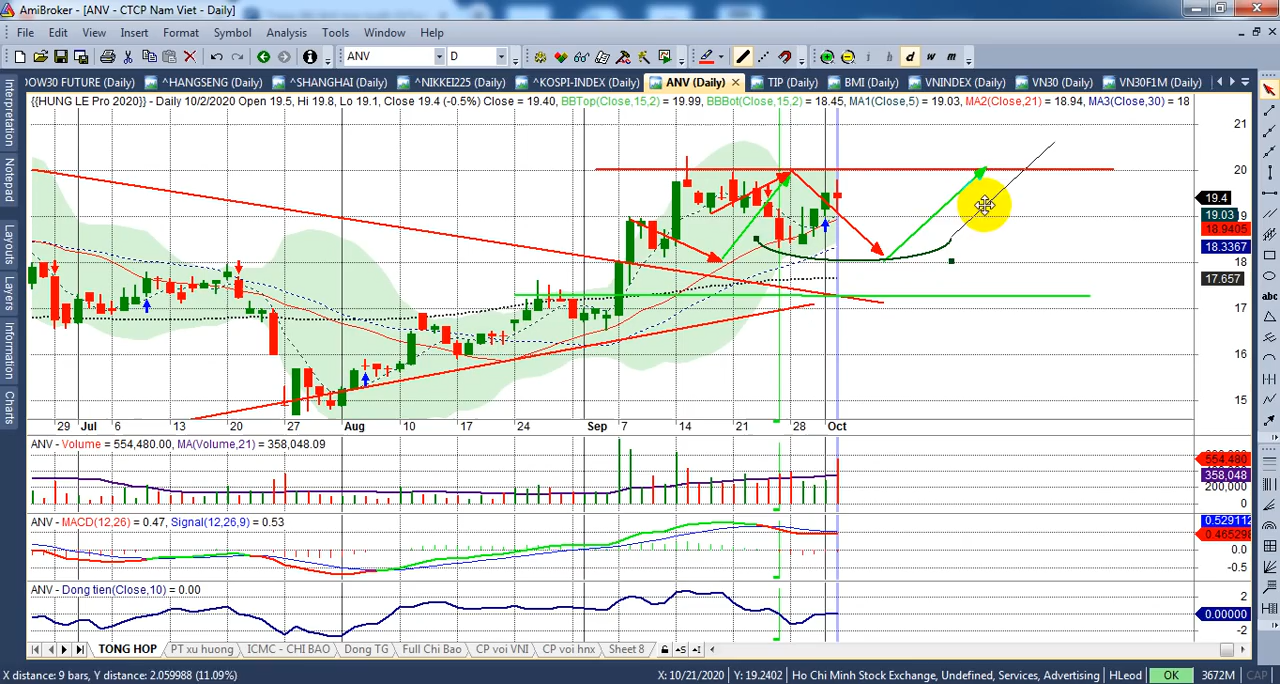 AmiBroker - [ANV - CTCP Nam Viet - Daily]
File Edit View Insert Format Symbol Analysis Tools Window Help
ANV D i h d w m
OW30 FUTURE (Daily) ^HANGSENG (Daily) ^SHANGHAI (Daily) ^NIKKEI225 (Daily) ^KOSPI-INDEX (Daily) ANV (Daily) TIP (Daily) BMI (Daily) VNINDEX (Daily) VN30 (Daily) VN30F1M (Daily)
{{HUNG LE Pro 2020}} - Daily 10/2/2020 Open 19.5, Hi 19.8, Lo 19.1, Close 19.4 (-0.5%) Close = 19.40, BBTop(Close,15,2) = 19.99, BBBot(Close,15,2) = 18.45, MA1(Close,5) = 19.03, MA2(Close,21) = 18.94, MA3(Close,30) = 18
Interpretation
Notepad
Layouts
Layers
Information
Charts
21
20
19.4
19.03 9
18.9405
18.3367
18
17.657
17
16
15
abc
29 Jul 6 13 20 27 Aug 10 17 24 Sep 7 14 21 28 Oct
ANV - Volume = 554,480.00, MA(Volume,21) = 358,048.09
554,480
358,048
200,000
0
ANV - MACD(12,26) = 0.47, Signal(12,26,9) = 0.53
0.529112
0.465298
0.0
-0.5
ANV - Dong tien(Close,10) = 0.00
2
0.00000
-2
TONG HOP PT xu huong ICMC - CHI BAO Dong TG Full Chi Bao CP voi VNI CP voi hnx Sheet 8
X distance: 9 bars, Y distance: 2.059988 (11.09%) X: 10/21/2020 Y: 19.2402 Ho Chi Minh Stock Exchange, Undefined, Services, Advertising HLeod OK 3672M CAP